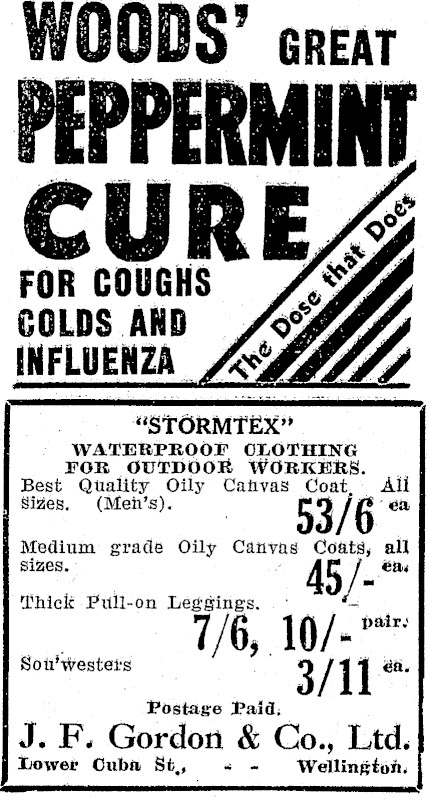 WOODS' GREAT
PEPPERMINT
CURE
FOR COUGHS
COLDS AND
INFLUENZA
The Dose that Does
"STORMTEX"
WATERPROOF CLOTHING
FOR OUTDOOR WORKERS.
Best Quality Oily Canvas Coat. All
sizes. (Men's). 53/6 ea
Medium grade Oily Canvas Coats, all
sizes. 45/- ea.
Thick Pull-on Leggings.
7/6, 10/- pair.
Sou'westers 3/11 ea.
Postage Paid.
J. F. Gordon & Co., Ltd.
Lower Cuba St., - - Wellington.